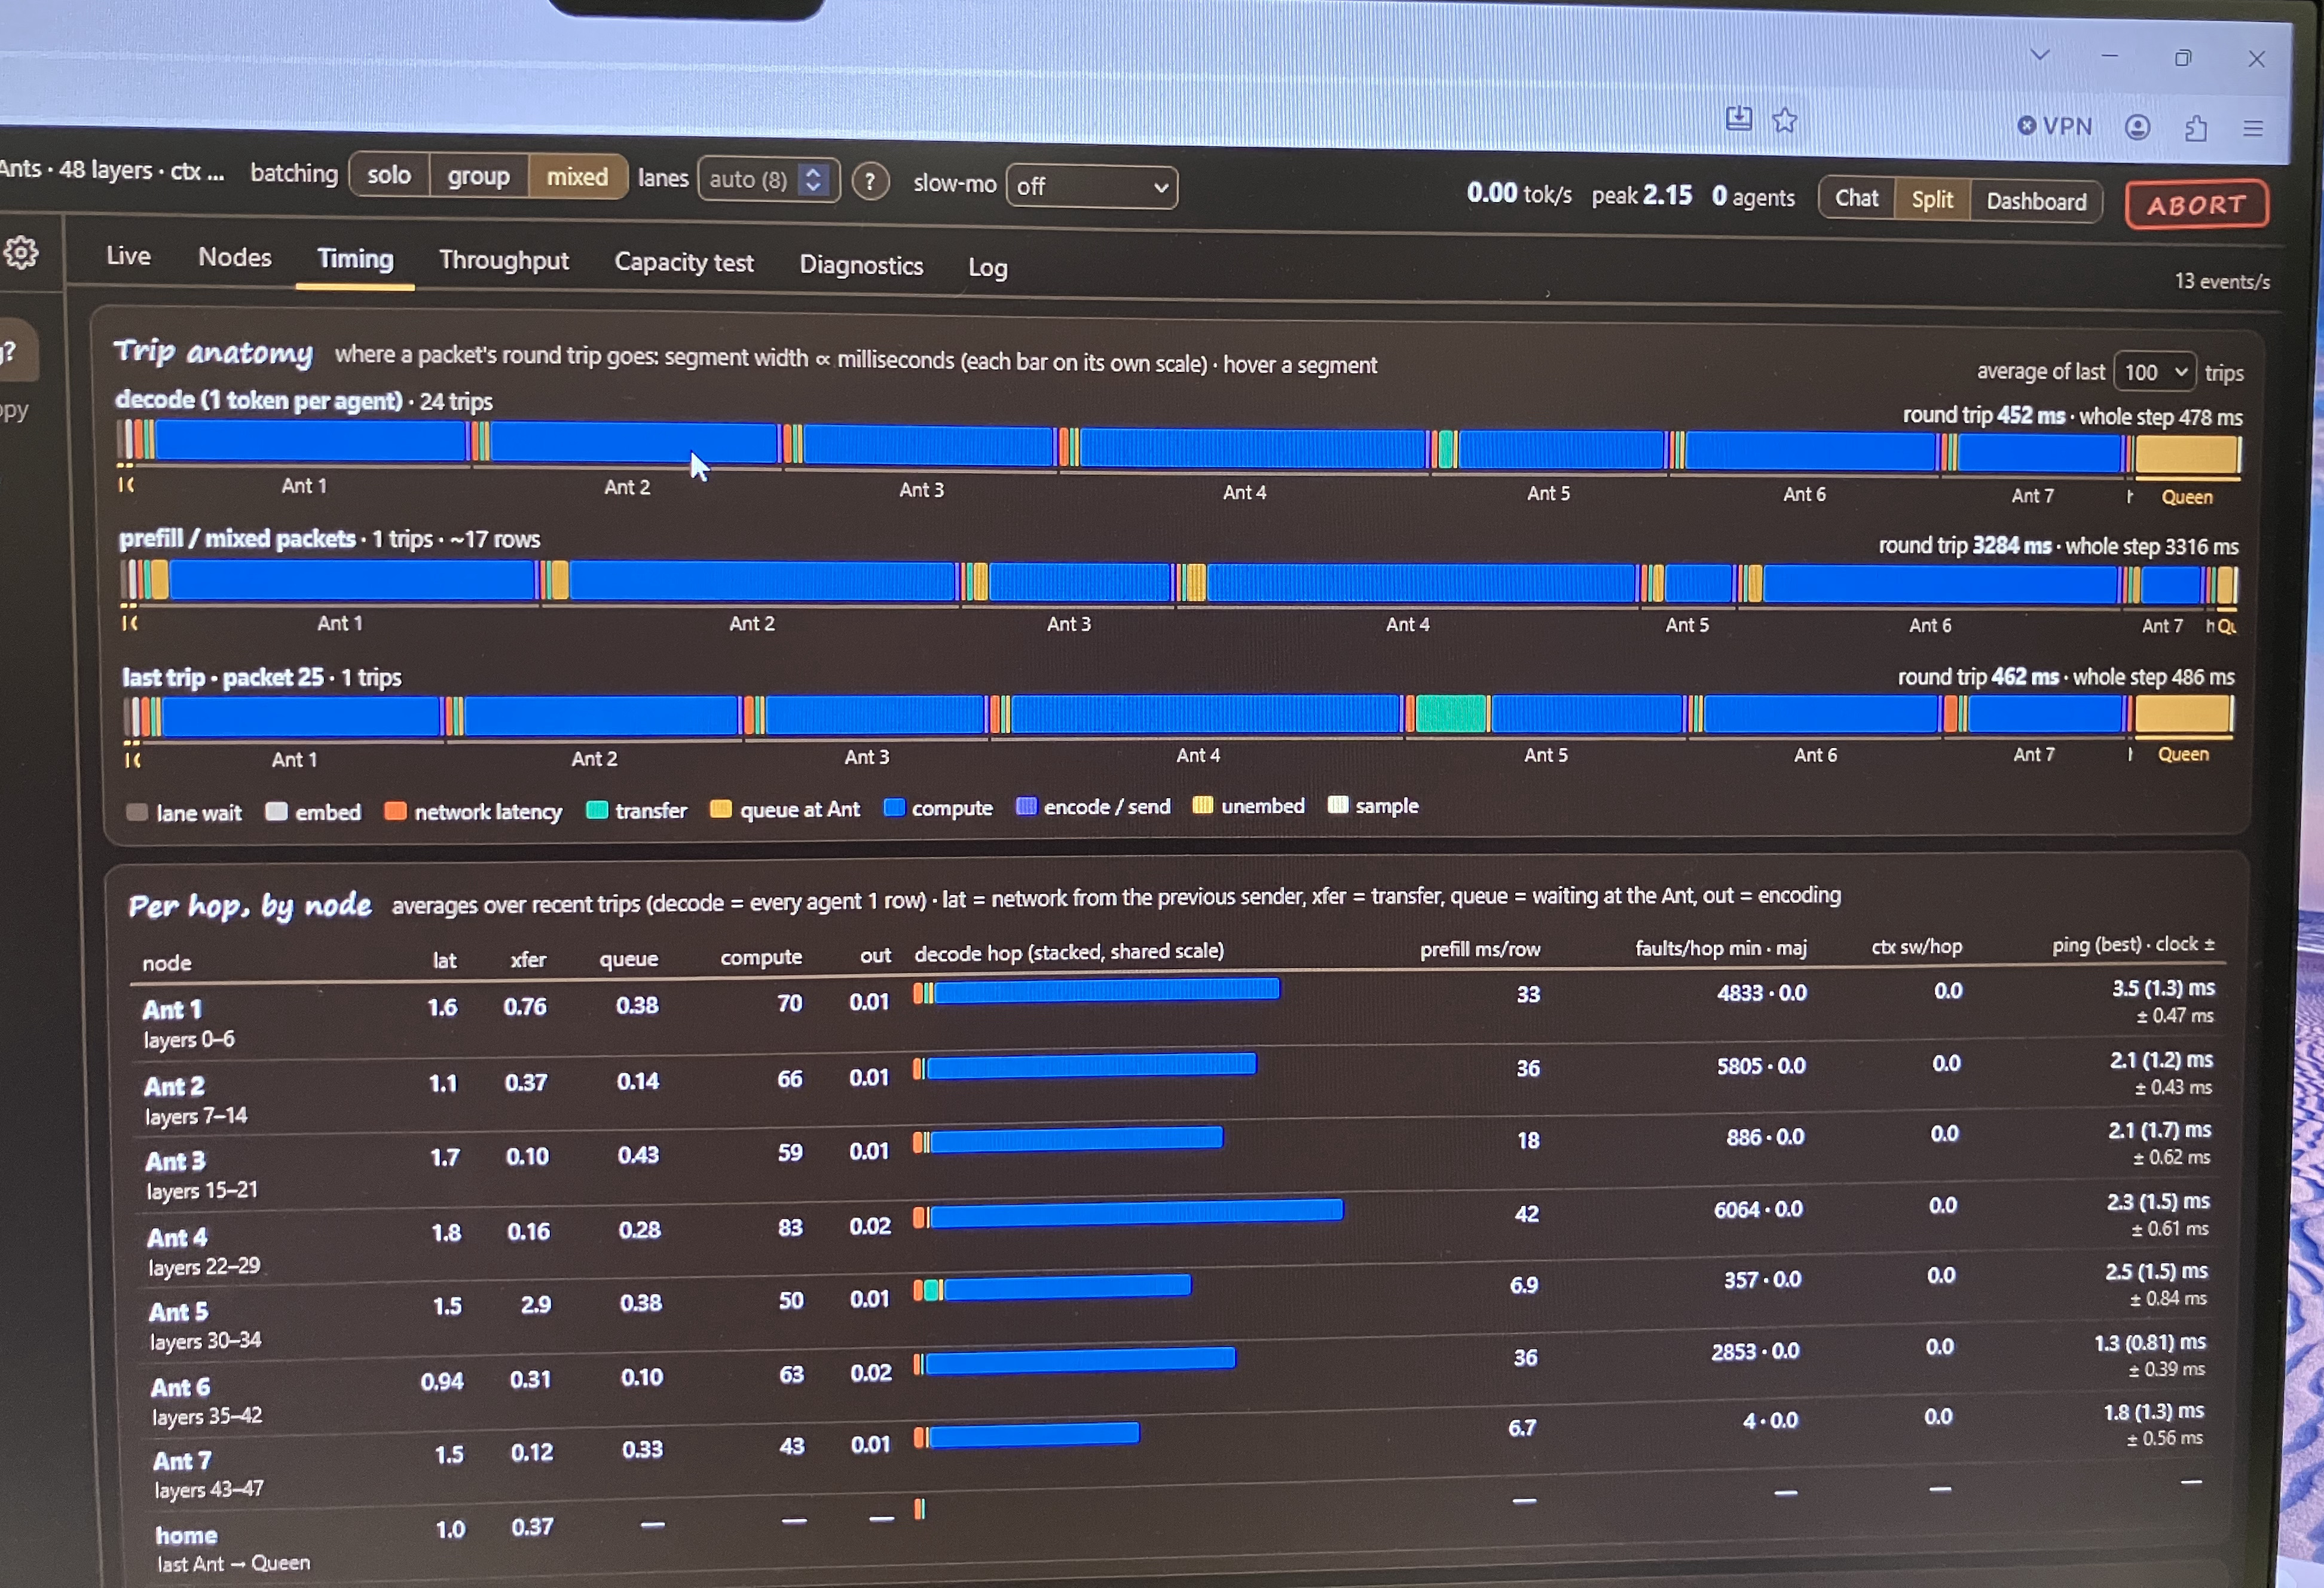 VPN
Ants · 48 layers · ctx ... batching solo group mixed lanes auto (8) ? slow-mo off 0.00 tok/s peak 2.15 0 agents Chat Split Dashboard ABORT
Live Nodes Timing Throughput Capacity test Diagnostics Log 13 events/s
Trip anatomy where a packet's round trip goes: segment width ∝ milliseconds (each bar on its own scale) · hover a segment average of last 100 trips
decode (1 token per agent) · 24 trips round trip 452 ms · whole step 478 ms
Ant 1 Ant 2 Ant 3 Ant 4 Ant 5 Ant 6 Ant 7 Queen
prefill / mixed packets · 1 trips · ~17 rows round trip 3284 ms · whole step 3316 ms
Ant 1 Ant 2 Ant 3 Ant 4 Ant 5 Ant 6 Ant 7 h
last trip · packet 25 · 1 trips round trip 462 ms · whole step 486 ms
Ant 1 Ant 2 Ant 3 Ant 4 Ant 5 Ant 6 Ant 7 Queen
lane wait embed network latency transfer queue at Ant compute encode / send unembed sample
Per hop, by node averages over recent trips (decode = every agent 1 row) · lat = network from the previous sender, xfer = transfer, queue = waiting at the Ant, out = encoding
node lat xfer queue compute out decode hop (stacked, shared scale) prefill ms/row faults/hop min · maj ctx sw/hop ping (best) · clock ±
Ant 1 1.6 0.76 0.38 70 0.01 33 4833 · 0.0 0.0 3.5 (1.3) ms
layers 0–6 ± 0.47 ms
Ant 2 1.1 0.37 0.14 66 0.01 36 5805 · 0.0 0.0 2.1 (1.2) ms
layers 7–14 ± 0.43 ms
Ant 3 1.7 0.10 0.43 59 0.01 18 886 · 0.0 0.0 2.1 (1.7) ms
layers 15–21 ± 0.62 ms
Ant 4 1.8 0.16 0.28 83 0.02 42 6064 · 0.0 0.0 2.3 (1.5) ms
layers 22–29 ± 0.61 ms
Ant 5 1.5 2.9 0.38 50 0.01 6.9 357 · 0.0 0.0 2.5 (1.5) ms
layers 30–34 ± 0.84 ms
Ant 6 0.94 0.31 0.10 63 0.02 36 2853 · 0.0 0.0 1.3 (0.81) ms
layers 35–42 ± 0.39 ms
Ant 7 1.5 0.12 0.33 43 0.01 6.7 4 · 0.0 0.0 1.8 (1.3) ms
layers 43–47 ± 0.56 ms
home 1.0 0.37 — — — — — — —
last Ant → Queen